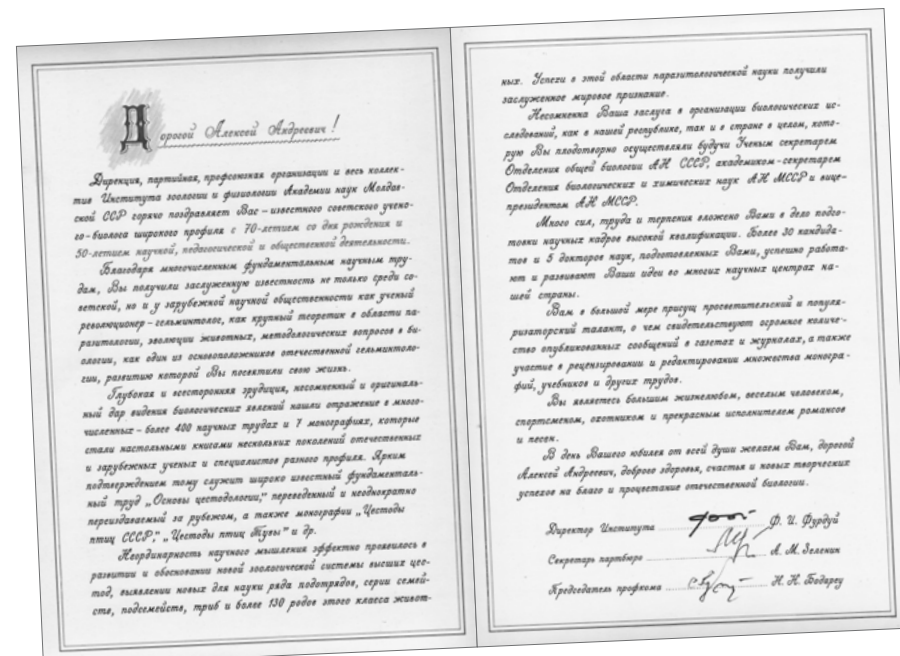 Дорогой Алексей Андреевич!
Дирекция, партийная, профсоюзная организации и весь коллек-
тив Института зоологии и физиологии Академии наук Молдав-
ской ССР горячо поздравляет Вас – известного советского учено-
го-биолога широкого профиля с 70-летием со дня рождения и
50-летием научной, педагогической и общественной деятельности.
Благодаря многочисленным фундаментальным научным тру-
дам, Вы получили заслуженную известность не только среди со-
ветской, но и у зарубежной научной общественности как ученый
революционер – гельминтолог, как крупный теоретик в области па-
разитологии, эволюции животных, методологических вопросов в би-
ологии, как один из основоположников отечественной гельминтоло-
гии, развитию которой Вы посвятили свою жизнь.
Глубокая и всесторонняя эрудиция, несомненный и оригиналь-
ный дар видения биологических явлений нашли отражение в много-
численных – более 400 научных трудах и 7 монографиях, которые
стали настольными книгами нескольких поколений отечественных
и зарубежных ученых и специалистов разного профиля. Ярким
подтверждением тому служит широко известный фундаменталь-
ный труд „Основы цестодологии,” переведенный и неоднократно
переиздаваемый за рубежом, а также монографии „Цестоды
птиц СССР,” „Цестоды птиц Тувы” и др.
Неординарность научного мышления эффектно проявилось в
развитии и обосновании новой зоологической системы высших цес-
тод, выявлении новых для науки ряда подотрядов, серии семей-
ств, подсемейств, триб и более 130 родов этого класса живот-
ных. Успехи в этой области паразитологической науки получили
заслуженное мировое признание.
Несомненна Ваша заслуга в организации биологических ис-
следований, как в нашей республике, так и в стране в целом, кото-
рую Вы плодотворно осуществляли будучи Ученым секретарем
Отделения общей биологии АН СССР, академиком-секретарем
Отделения биологических и химических наук АН МССР и вице-
президентом АН МССР.
Много сил, труда и терпения вложено Вами в дело подго-
товки научных кадров высокой квалификации. Более 30 кандида-
тов и 5 докторов наук, подготовленных Вами, успешно работа-
ют и развивают Ваши идеи во многих научных центрах на-
шей страны.
Вам в большой мере присущ просветительский и популя-
ризаторский талант, о чем свидетельствуют огромное количе-
ство опубликованных сообщений в газетах и журналах, а также
участие в рецензировании и редактировании множества моногра-
фий, учебников и других трудов.
Вы являетесь большим жизнелюбом, веселым человеком,
спортсменом, охотником и прекрасным исполнителем романсов
и песен.
В день Вашего юбилея от всей души желаем Вам, дорогой
Алексей Андреевич, доброго здоровья, счастья и новых творческих
успехов на благо и процветание отечественной биологии.
Директор Института Ф. И. Фурдуй
Секретарь партбюро А. М. Зеленин
Председатель профкома Н. Н. Бодареу